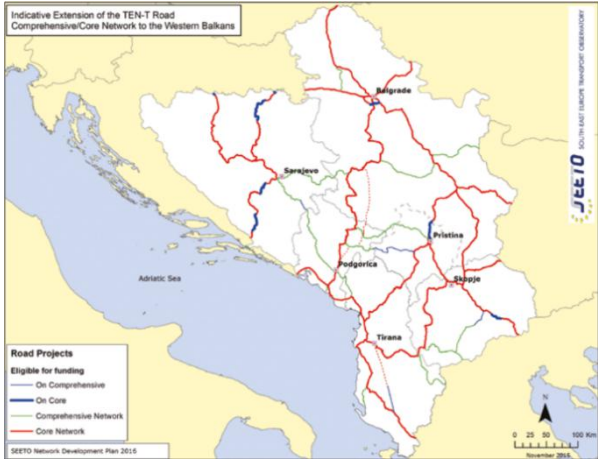 Indicative Extension of the TEN-T Road
Comprehensive/Core Network to the Western Balkans
SEETO SOUTH EAST EUROPE TRANSPORT OBSERVATORY
Belgrade
Sarajevo
Pristina
Podgorica
Skopje
Adriatic Sea
Tirana
Road Projects
Eligible for funding
On Comprehensive
On Core
Comprehensive Network
Core Network
SEETO Network Development Plan 2016
N
0 25 50 100 Km
November 2016